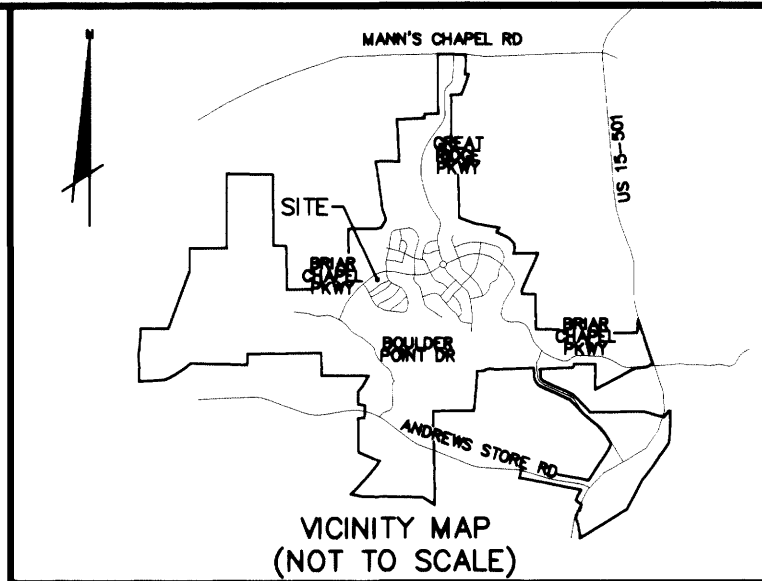 N
MANN'S CHAPEL RD
GREAT
RIDGE
PKWY
US 15-501
SITE
BRIAR
CHAPEL
PKWY
BRIAR
CHAPEL
PKWY
BOULDER
POINT DR
ANDREWS STORE RD
VICINITY MAP
(NOT TO SCALE)